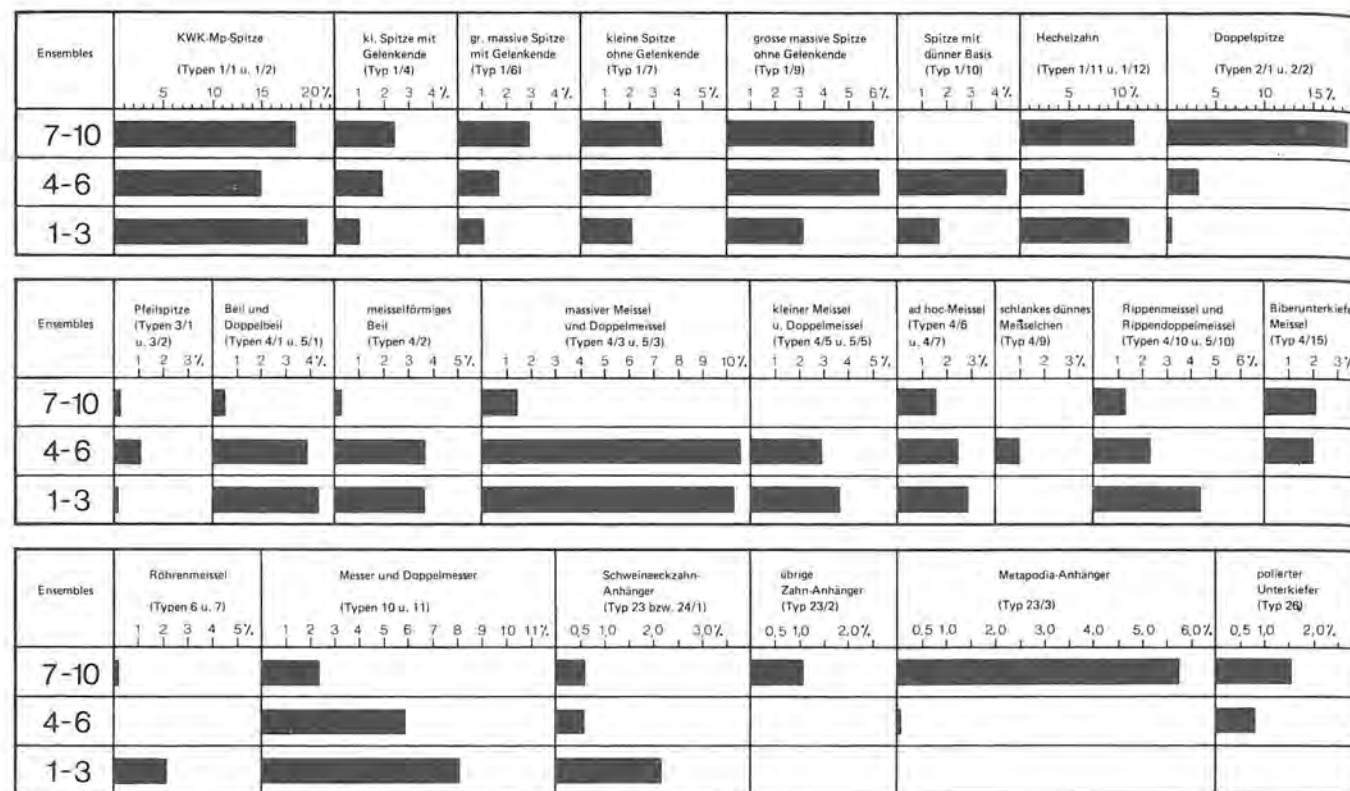 Ensembles
KWK-Mp-Spitze
(Typen 1/1 u. 1/2)
5 10 15 20%
kl. Spitze mit
Gelenkende
(Typ 1/4)
1 2 3 4%
gr. massive Spitze
mit Gelenkende
(Typ 1/6)
1 2 3 4%
kleine Spitze
ohne Gelenkende
(Typ 1/7)
1 2 3 4 5%
grosse massive Spitze
ohne Gelenkende
(Typ 1/9)
1 2 3 4 5 6%
Spitze mit
dünner Basis
(Typ 1/10)
1 2 3 4%
Hechelzahn
(Typen 1/11 u. 1/12)
5 10%
Doppelspitze
(Typen 2/1 u. 2/2)
5 10 15%
7-10
4-6
1-3
Ensembles
Pfeilspitze
(Typen 3/1
u. 3/2)
1 2 3%
Beil und
Doppelbeil
(Typen 4/1 u. 5/1)
1 2 3 4%
meisselförmiges
Beil
(Typen 4/2)
1 2 3 4 5%
massiver Meissel
und Doppelmeissel
(Typen 4/3 u. 5/3)
1 2 3 4 5 6 7 8 9 10%
kleiner Meissel
u. Doppelmeissel
(Typen 4/5 u. 5/5)
1 2 3 4 5%
ad hoc-Meissel
(Typen 4/6
u. 4/7)
1 2 3%
schlankes dünnes
Meisselchen
(Typ 4/9)
1 2 3%
Rippenmeissel und
Rippendoppelmeissel
(Typen 4/10 u. 5/10)
1 2 3 4 5 6%
Biberunterkiefe
Meissel
(Typ 4/15)
1 2 3%
7-10
4-6
1-3
Ensembles
Röhrenmeissel
(Typen 6 u. 7)
1 2 3 4 5%
Messer und Doppelmesser
(Typen 10 u. 11)
1 2 3 4 5 6 7 8 9 10 11%
Schweineeckzahn-
Anhänger
(Typ 23 bzw. 24/1)
0,5 1.0 2.0 3,0%
übrige
Zahn-Anhänger
(Typ 23/2)
0,5 1.0 2.0%
Metapodia-Anhänger
(Typ 23/3)
0,5 1.0 2.0 3.0 4.0 5.0 6.0%
polierter
Unterkiefer
(Typ 26)
0,5 1.0 2,0%
7-10
4-6
1-3